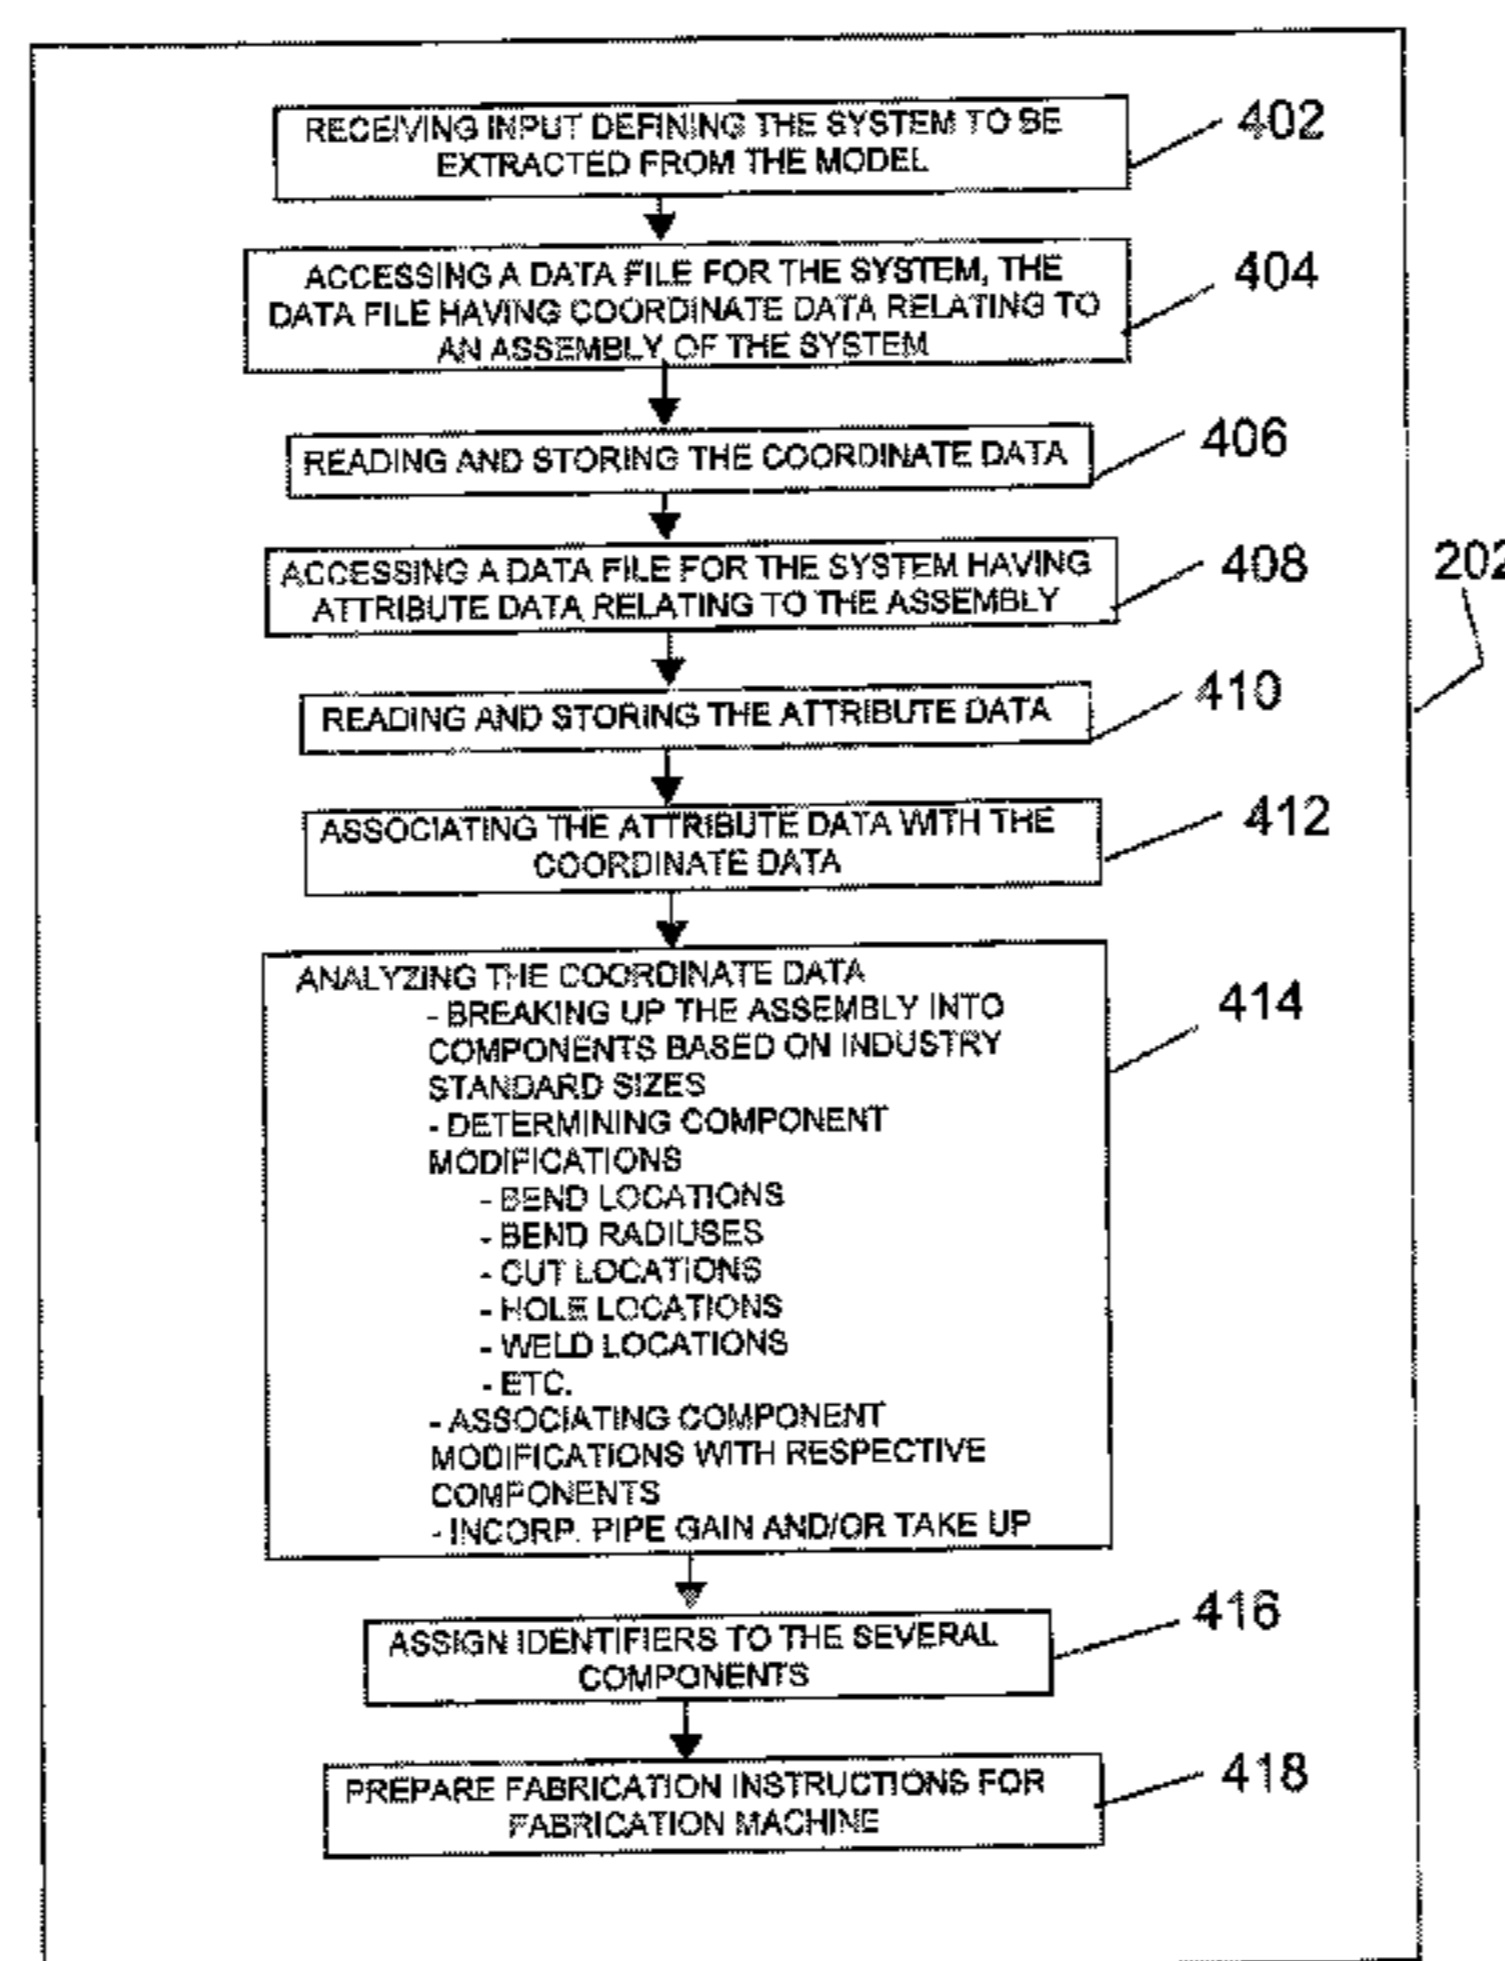 RECEIVING INPUT DEFINING THE SYSTEM TO BE
EXTRACTED FROM THE MODEL
402
ACCESSING A DATA FILE FOR THE SYSTEM, THE
DATA FILE HAVING COORDINATE DATA RELATING TO
AN ASSEMBLY OF THE SYSTEM
404
READING AND STORING THE COORDINATE DATA
406
ACCESSING A DATA FILE FOR THE SYSTEM HAVING
ATTRIBUTE DATA RELATING TO THE ASSEMBLY
408
202
READING AND STORING THE ATTRIBUTE DATA
410
ASSOCIATING THE ATTRIBUTE DATA WITH THE
COORDINATE DATA
412
ANALYZING THE COORDINATE DATA
- BREAKING UP THE ASSEMBLY INTO
COMPONENTS BASED ON INDUSTRY
STANDARD SIZES
- DETERMINING COMPONENT
MODIFICATIONS
- BEND LOCATIONS
- BEND RADIUSES
- CUT LOCATIONS
- HOLE LOCATIONS
- WELD LOCATIONS
- ETC.
- ASSOCIATING COMPONENT
MODIFICATIONS WITH RESPECTIVE
COMPONENTS
- INCORP. PIPE GAIN AND/OR TAKE UP
414
ASSIGN IDENTIFIERS TO THE SEVERAL
COMPONENTS
416
PREPARE FABRICATION INSTRUCTIONS FOR
FABRICATION MACHINE
418